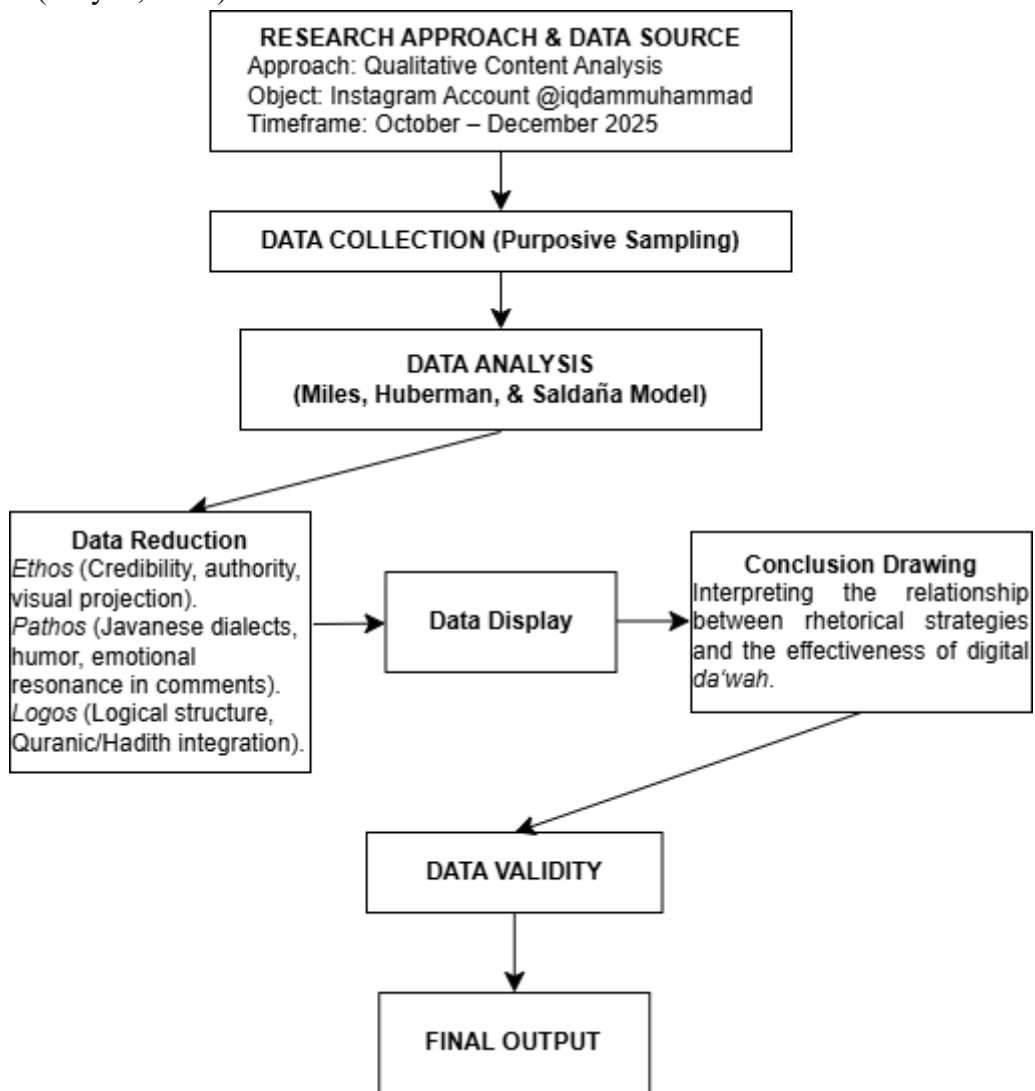 RESEARCH APPROACH & DATA SOURCE
Approach: Qualitative Content Analysis
Object: Instagram Account @iqdammuhammad
Timeframe: October – December 2025
DATA COLLECTION (Purposive Sampling)
DATA ANALYSIS
(Miles, Huberman, & Saldaña Model)
Data Reduction
Ethos (Credibility, authority,
visual projection).
Pathos (Javanese dialects,
humor, emotional
resonance in comments).
Logos (Logical structure,
Quranic/Hadith integration).
Data Display
Conclusion Drawing
Interpreting the relationship
between rhetorical strategies
and the effectiveness of digital
da‘wah.
DATA VALIDITY
FINAL OUTPUT